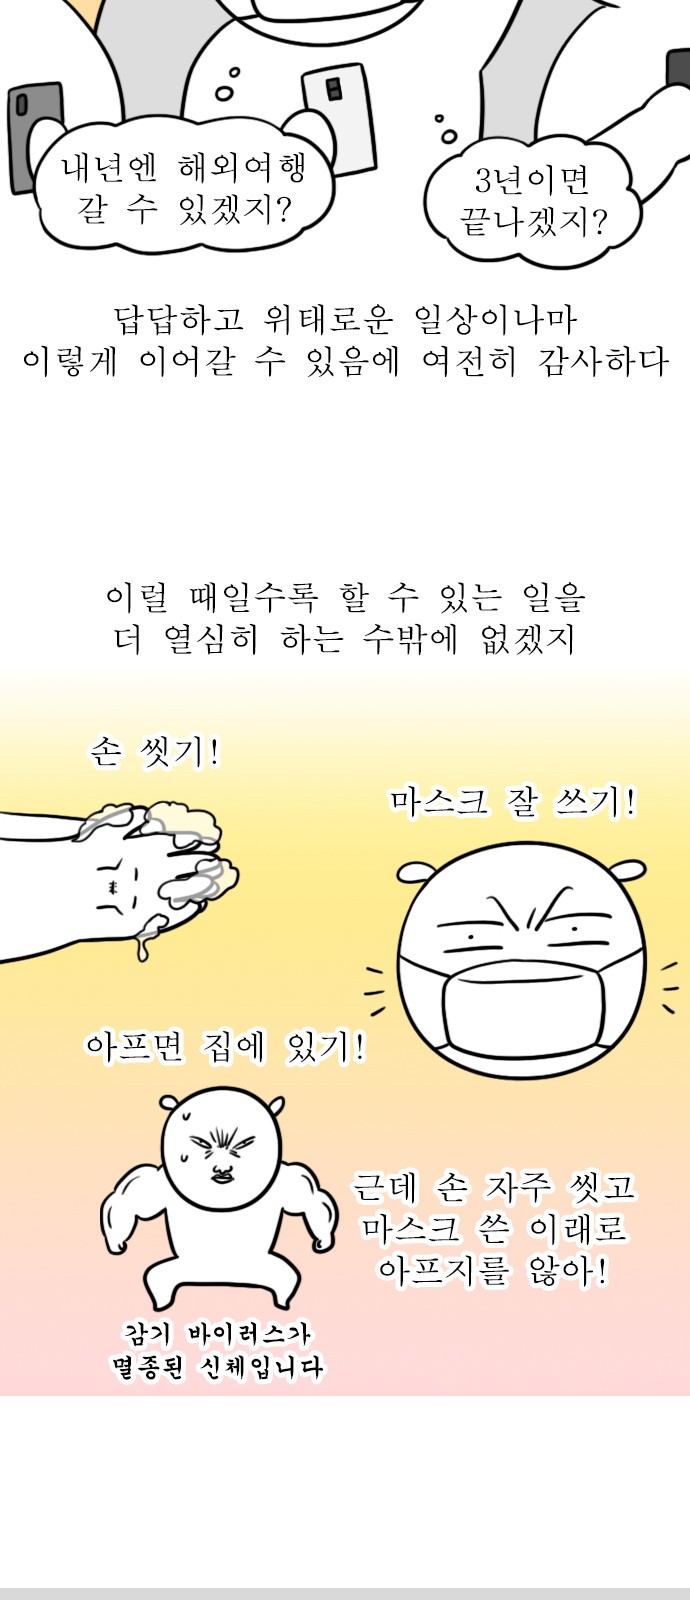 내년엔 해외여행
갈 수 있겠지?
3년이면
끝나겠지?
답답하고 위태로운 일상이나마
이렇게 이어갈 수 있음에 여전히 감사하다
이럴 때일수록 할 수 있는 일을
더 열심히 하는 수밖에 없겠지
손 씻기!
마스크 잘 쓰기!
아프면 집에 있기!
근데 손 자주 씻고
마스크 쓴 이래로
아프지를 않아!
감기 바이러스가
멸종된 신체입니다